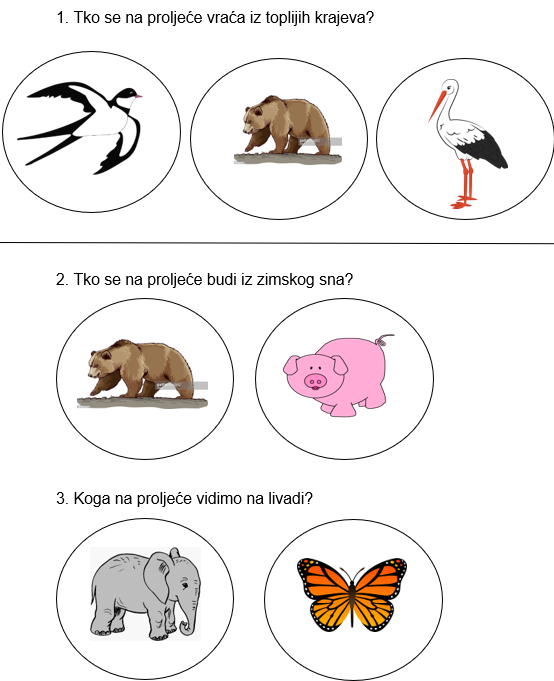 1. Tko se na proljeće vraća iz toplijih krajeva?
2. Tko se na proljeće budi iz zimskog sna?
3. Koga na proljeće vidimo na livadi?